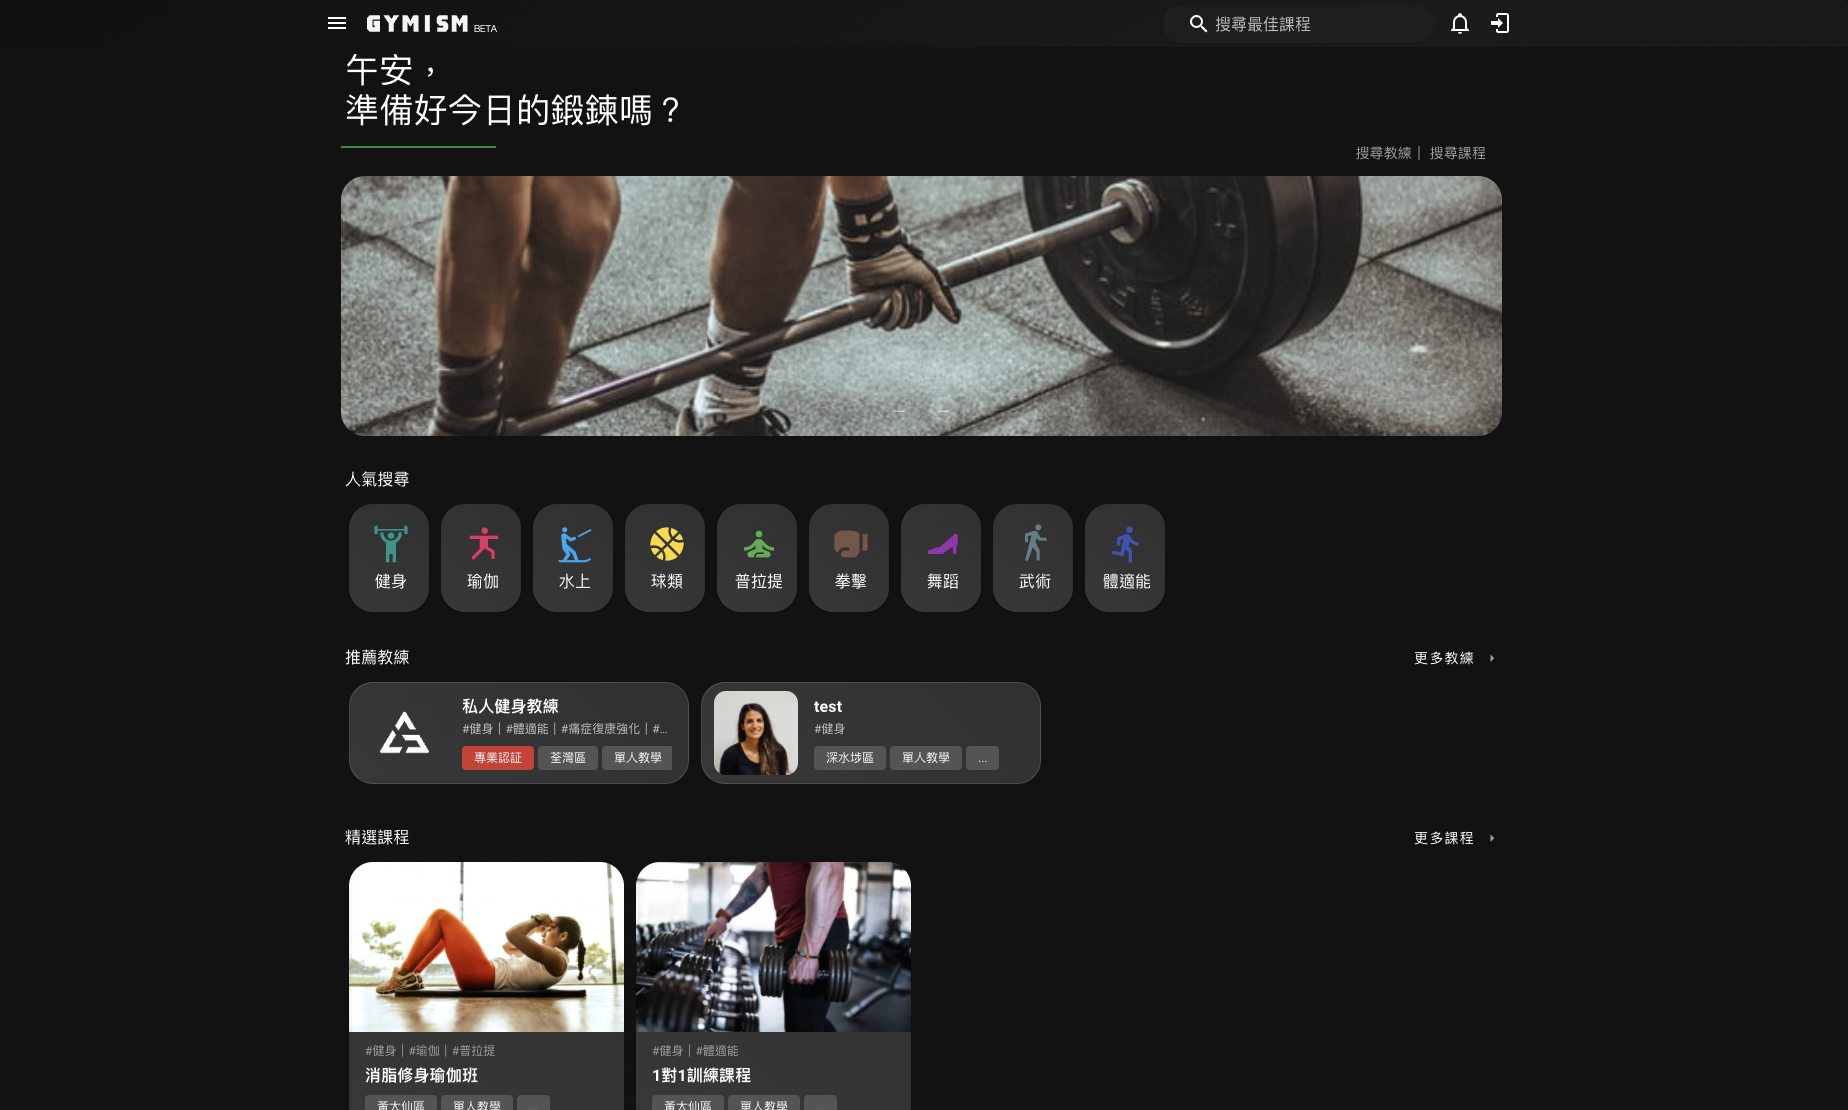 GYMISM BETA
搜尋最佳課程
午安，
準備好今日的鍛鍊嗎？
搜尋教練｜ 搜尋課程
人氣搜尋
健身
瑜伽
水上
球類
普拉提
拳擊
舞蹈
武術
體適能
推薦教練
更多教練
私人健身教練
#健身｜#體適能｜#痛症復康強化｜#...
專業認証 荃灣區 單人教學
test
#健身
深水埗區 單人教學 ...
精選課程
更多課程
#健身｜#瑜伽｜#普拉提
消脂修身瑜伽班
黃大仙區 單人教學
#健身｜#體適能
1對1訓練課程
黃大仙區 單人教學